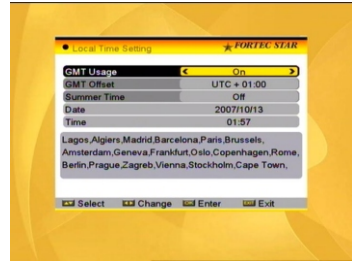 Local Time Setting
FORTEC STAR
GMT Usage < On >
GMT Offset UTC + 01:00
Summer Time Off
Date 2007/10/13
Time 01:57
Lagos,Algiers,Madrid,Barcelona,Paris,Brussels,
Amsterdam,Geneva,Frankfurt,Oslo,Copenhagen,Rome,
Berlin,Prague,Zagreb,Vienna,Stockholm,Cape Town,
Select Change Enter Exit